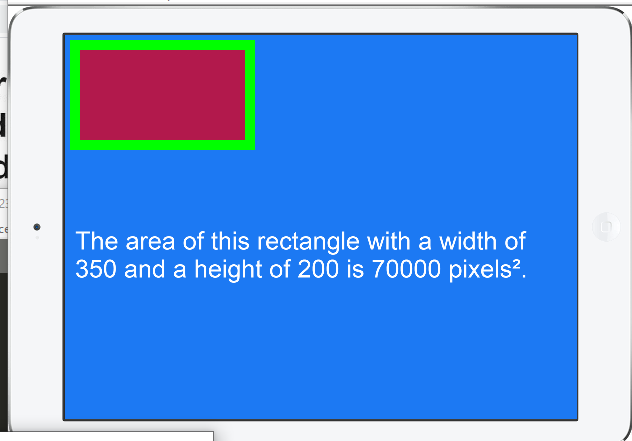 The area of this rectangle with a width of
350 and a height of 200 is 70000 pixels².